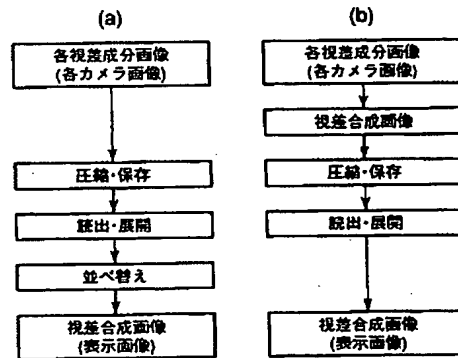 (a)
各視差成分画像
(各カメラ画像)
圧縮・保存
読出・展開
並べ替え
視差合成画像
(表示画像)
(b)
各視差成分画像
(各カメラ画像)
視差合成画像
圧縮・保存
読出・展開
視差合成画像
(表示画像)